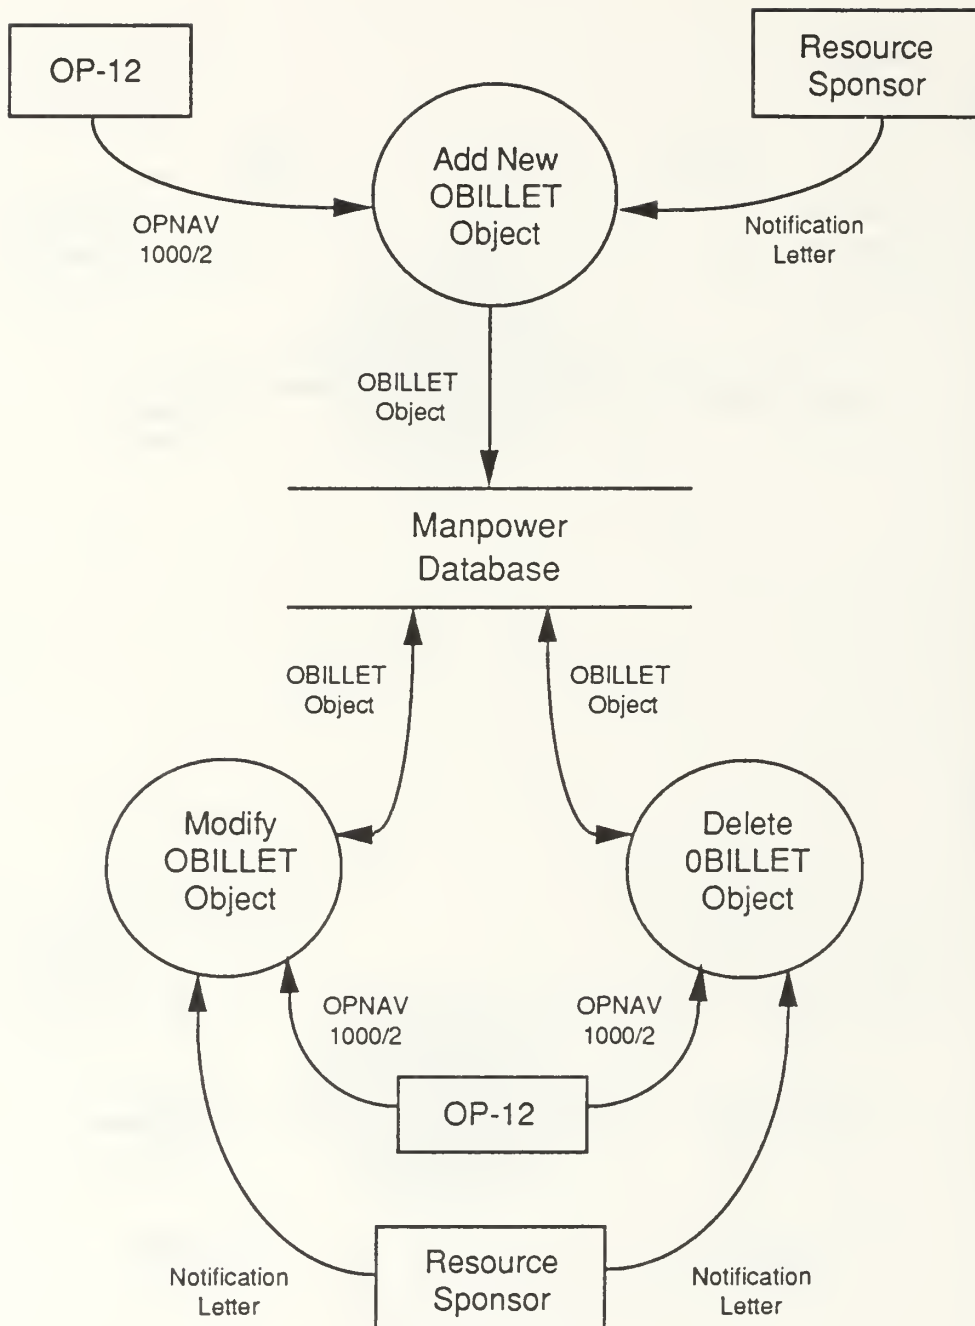 OP-12
Resource
Sponsor
Add New
OBILLET
Object
OPNAV
1000/2
Notification
Letter
OBILLET
Object
Manpower
Database
OBILLET
Object
OBILLET
Object
Modify
OBILLET
Object
Delete
0BILLET
Object
OPNAV
1000/2
OPNAV
1000/2
OP-12
Resource
Sponsor
Notification
Letter
Notification
Letter